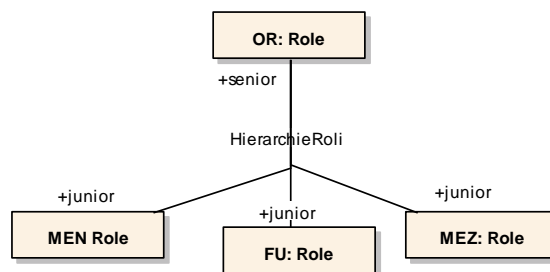 OR: Role
+senior
HierarchieRoli
+junior
+junior
+junior
MEN Role
FU: Role
MEZ: Role